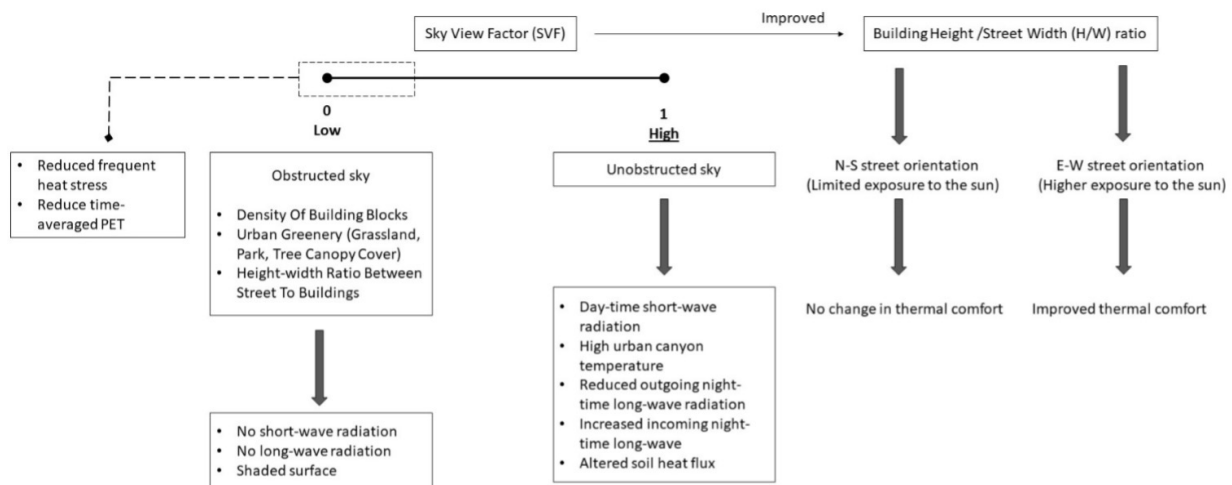 Sky View Factor (SVF)
Improved
Building Height /Street Width (H/W) ratio
0
Low
1
High
• Reduced frequent
heat stress
• Reduce time-
averaged PET
Obstructed sky
• Density Of Building Blocks
• Urban Greenery (Grassland,
Park, Tree Canopy Cover)
• Height-width Ratio Between
Street To Buildings
• No short-wave radiation
• No long-wave radiation
• Shaded surface
Unobstructed sky
• Day-time short-wave
radiation
• High urban canyon
temperature
• Reduced outgoing night-
time long-wave radiation
• Increased incoming night-
time long-wave
• Altered soil heat flux
N-S street orientation
(Limited exposure to the sun)
No change in thermal comfort
E-W street orientation
(Higher exposure to the sun)
Improved thermal comfort